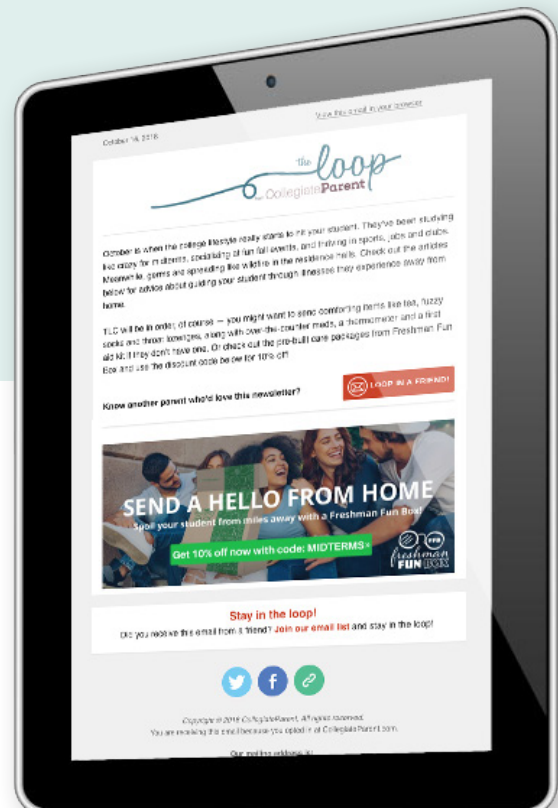 October 16, 2018
View this email in your browser
the loop
CollegiateParent
October is when the college lifestyle really starts to hit your student. They've been studying
like crazy for midterms, socializing at fun fall events, and thriving in sports, jobs and clubs.
Meanwhile, germs are spreading like wildfire in the residence halls. Check out the articles
below for advice about guiding your student through illnesses they experience away from
home.
TLC will be in order, of course — you might want to send comforting items like tea, fuzzy
socks and throat lozenges, along with over-the-counter meds, a thermometer and a first
aid kit if they don't have one. Or check out the pre-built care packages from Freshman Fun
Box and use the discount code below for 10% off!
Know another parent who'd love this newsletter?
LOOP IN A FRIEND!
SEND A HELLO FROM HOME
Spoil your student from miles away with a Freshman Fun Box!
Get 10% off now with code: MIDTERMS»
FFB
freshman
FUN BOX
Stay in the loop!
Did you receive this email from a friend? Join our email list and stay in the loop!
Copyright © 2018 CollegiateParent, All rights reserved.
You are receiving this email because you opted in at CollegiateParent.com.
Our mailing address is: